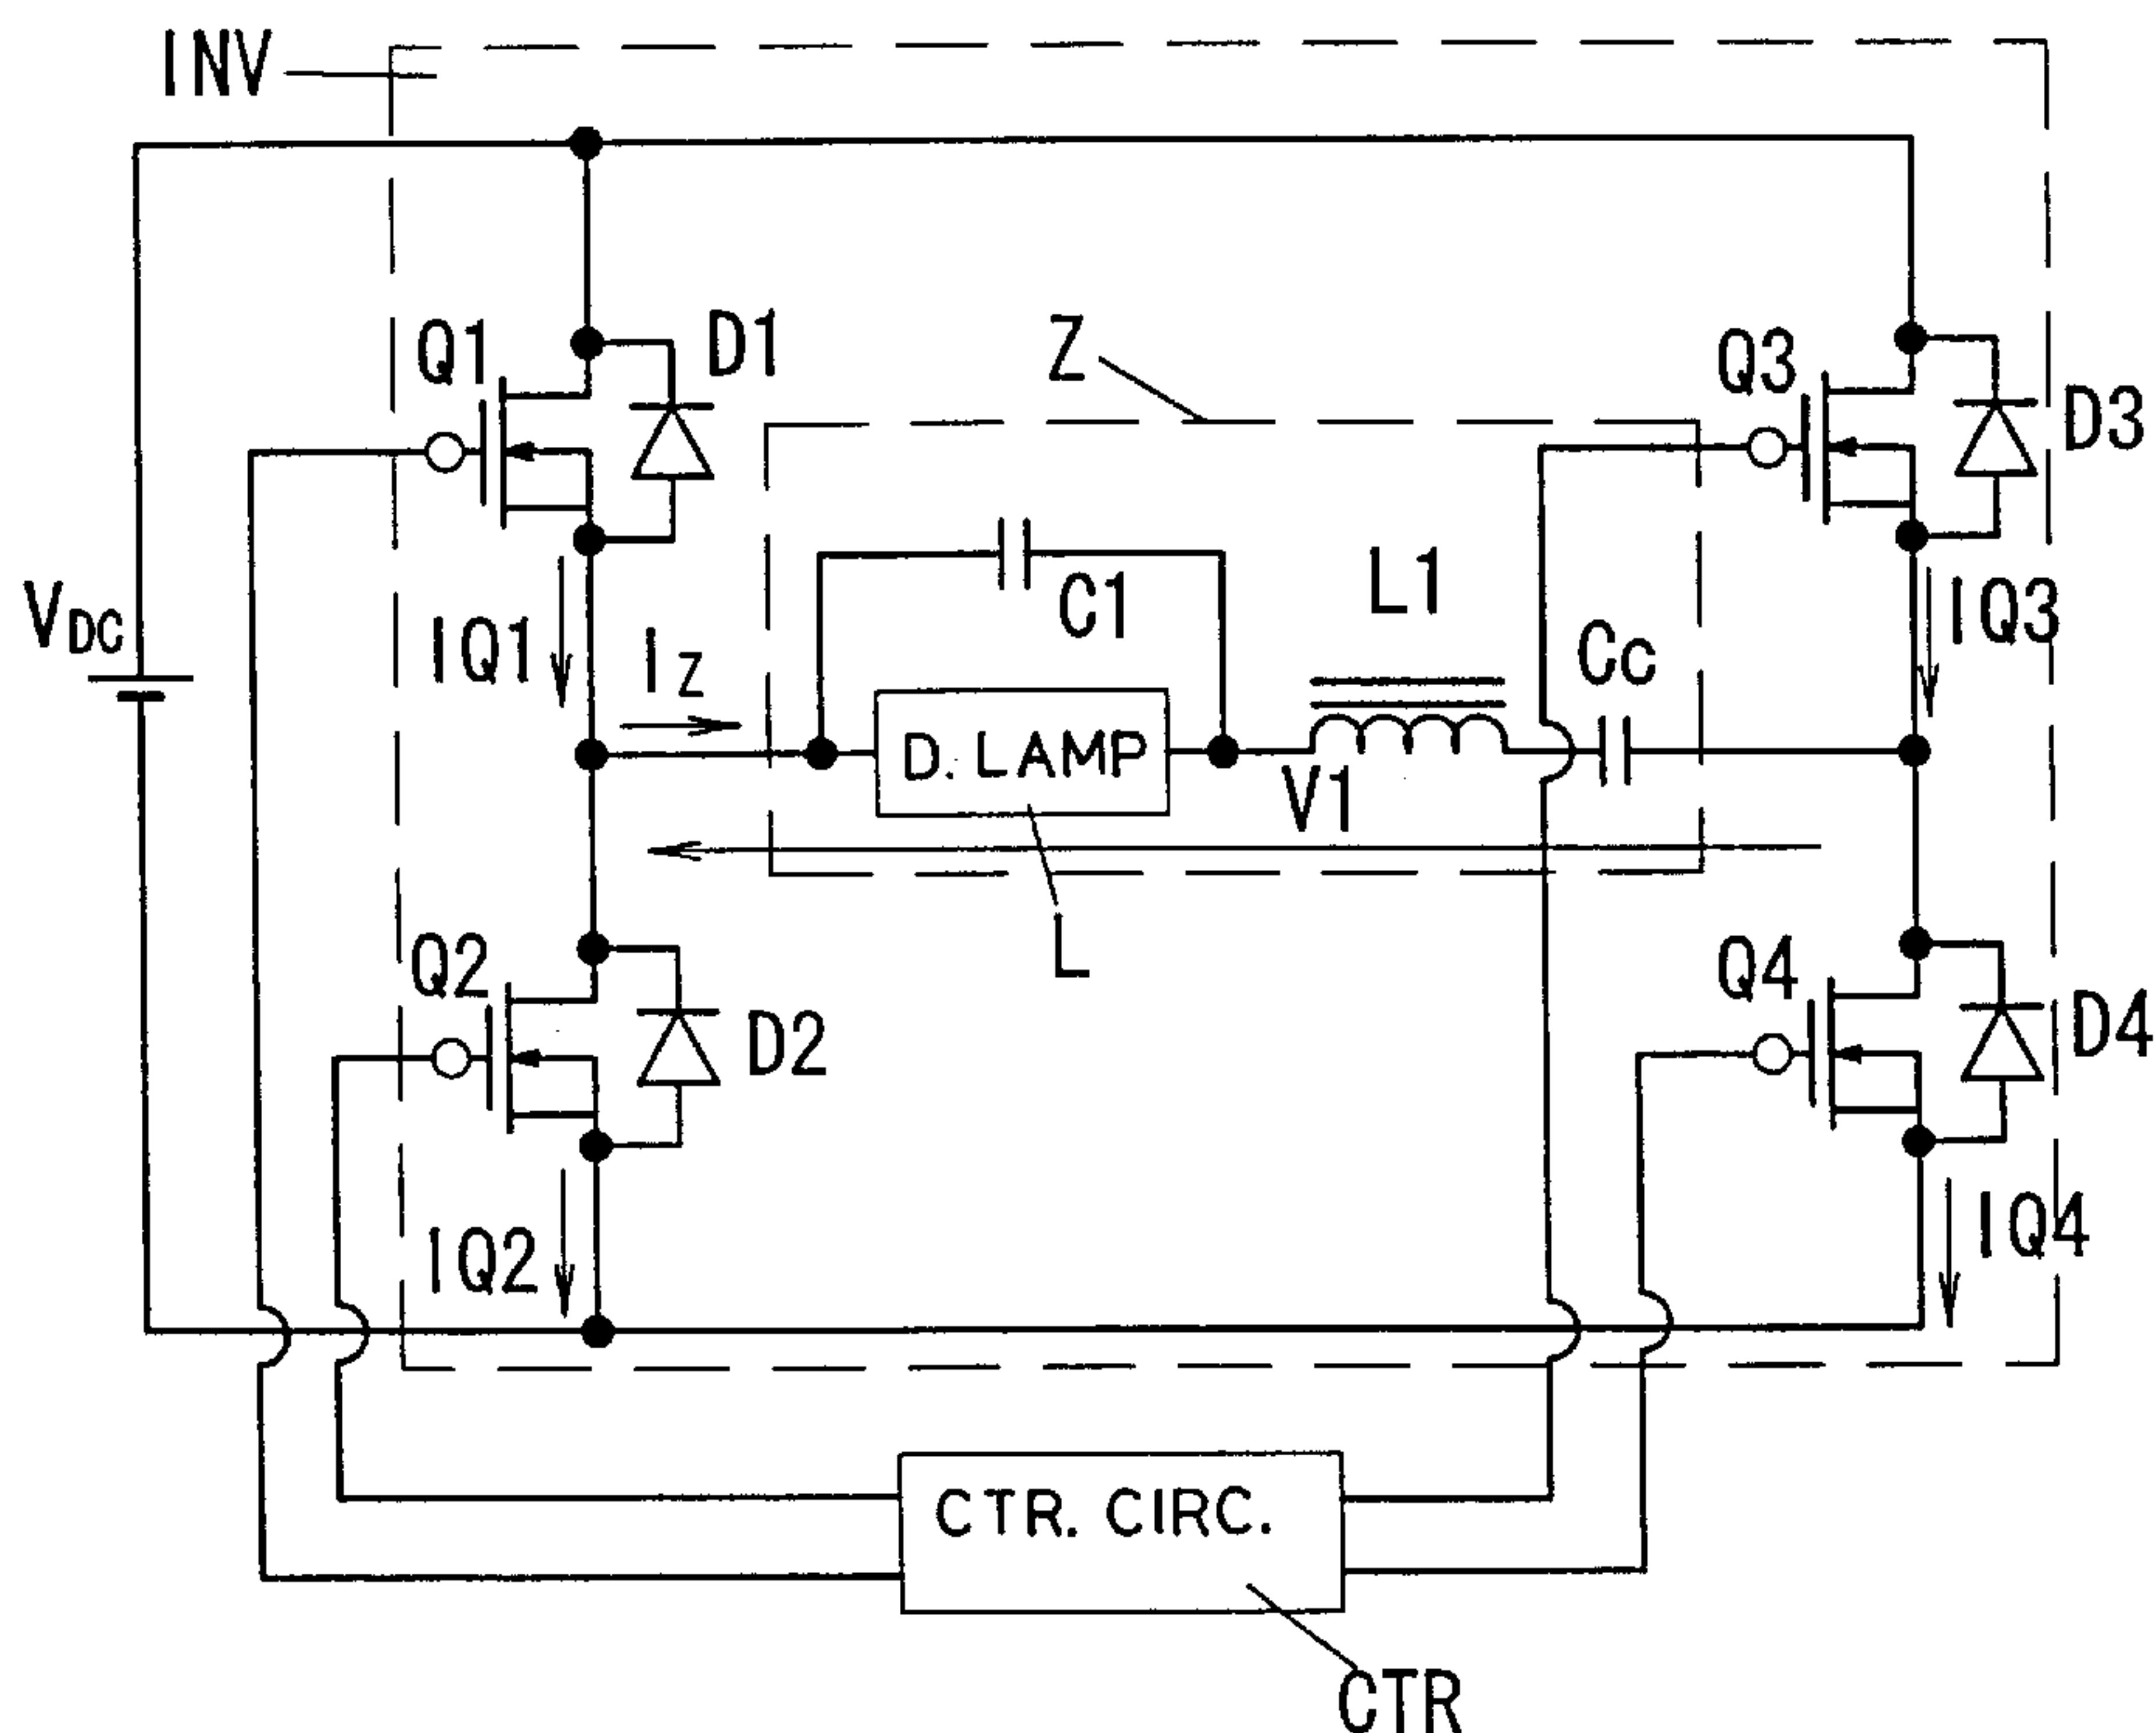 INV
Q1
D1
Z
Q3
D3
VDC
IQ1
IZ
C1
L1
Cc
IQ3
D. LAMP
V1
L
Q2
D2
Q4
D4
IQ2
IQ4
CTR. CIRC.
CTR